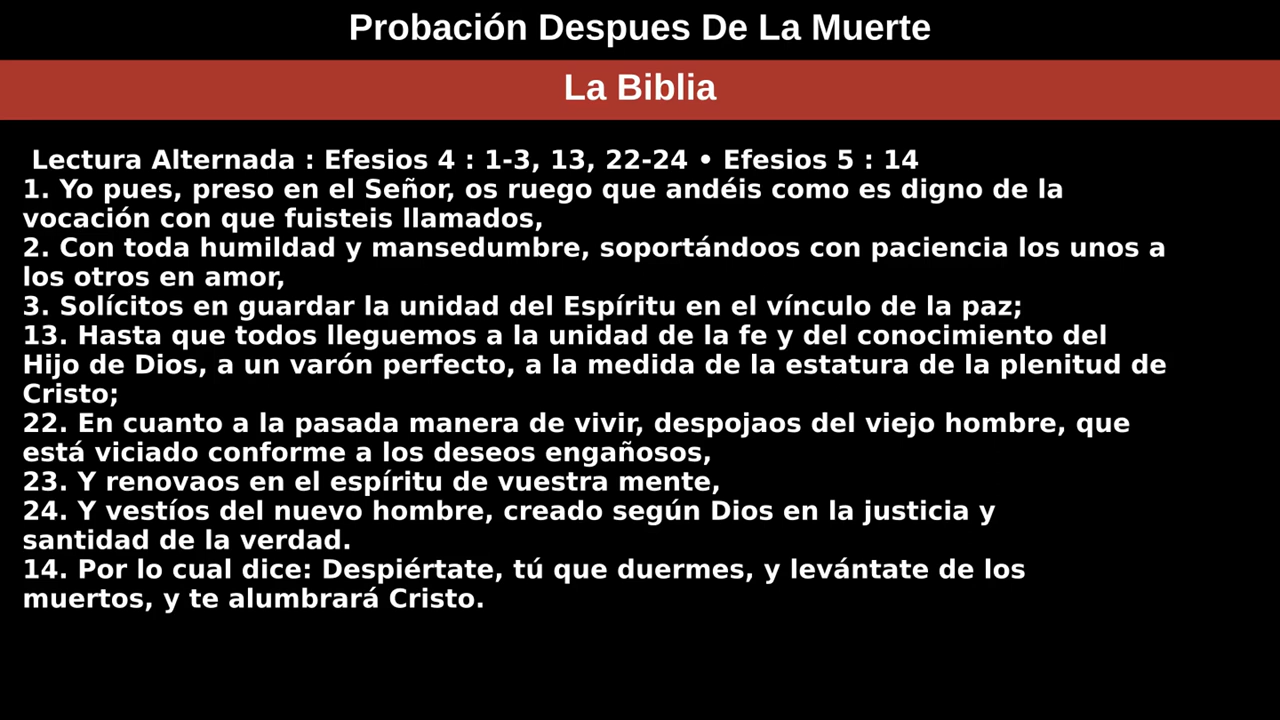 Probación Despues De La Muerte
La Biblia
Lectura Alternada : Efesios 4 : 1-3, 13, 22-24 • Efesios 5 : 14
1. Yo pues, preso en el Señor, os ruego que andéis como es digno de la
vocación con que fuisteis llamados,
2. Con toda humildad y mansedumbre, soportándoos con paciencia los unos a
los otros en amor,
3. Solícitos en guardar la unidad del Espíritu en el vínculo de la paz;
13. Hasta que todos lleguemos a la unidad de la fe y del conocimiento del
Hijo de Dios, a un varón perfecto, a la medida de la estatura de la plenitud de
Cristo;
22. En cuanto a la pasada manera de vivir, despojaos del viejo hombre, que
está viciado conforme a los deseos engañosos,
23. Y renovaos en el espíritu de vuestra mente,
24. Y vestíos del nuevo hombre, creado según Dios en la justicia y
santidad de la verdad.
14. Por lo cual dice: Despiértate, tú que duermes, y levántate de los
muertos, y te alumbrará Cristo.